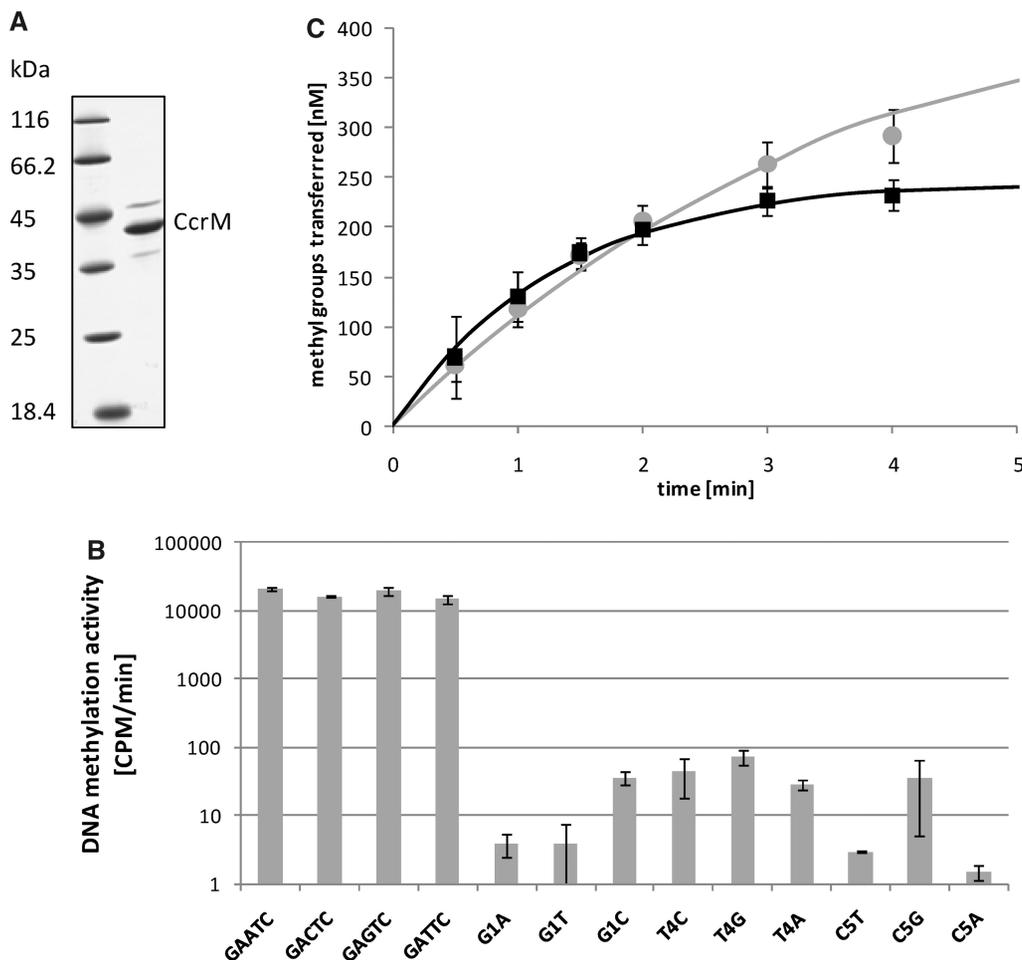 A
kDa
116
66.2
45
CcrM
35
25
18.4
C
methyl groups transferrred [nM]
400
350
300
250
200
150
100
50
0
0 1 2 3 4 5
time [min]
B
DNA methylation activity
[CPM/min]
100000
10000
1000
100
10
1
GAATC GACTC GAGTC GATTC G1A G1T G1C T4C T4G T4A C5T C5G C5A